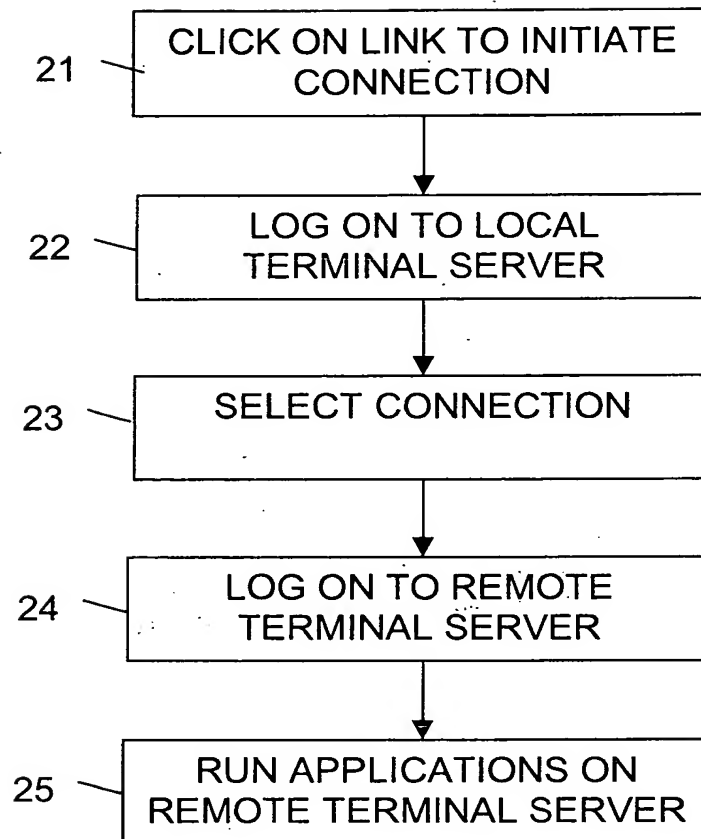 21
CLICK ON LINK TO INITIATE
CONNECTION
22
LOG ON TO LOCAL
TERMINAL SERVER
23
SELECT CONNECTION
24
LOG ON TO REMOTE
TERMINAL SERVER
25
RUN APPLICATIONS ON
REMOTE TERMINAL SERVER